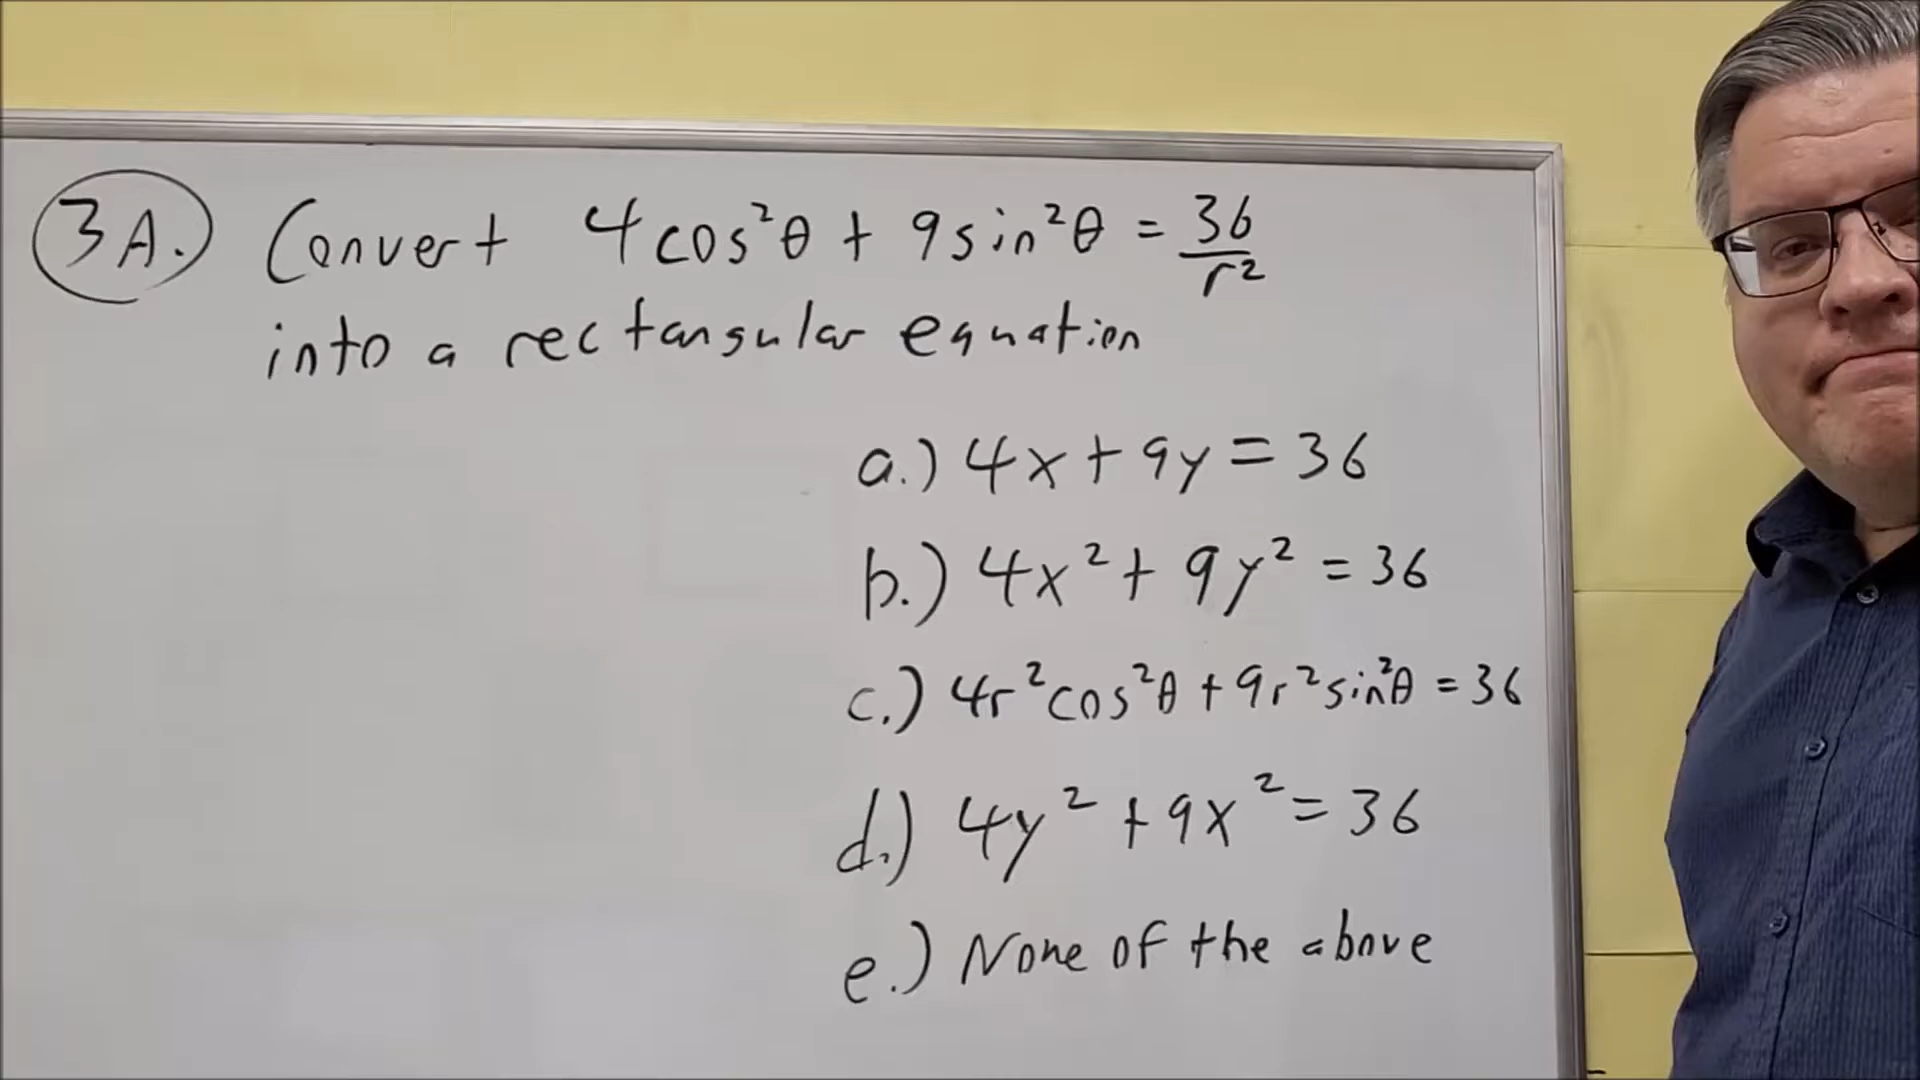 3A. Convert 4cos²θ + 9sin²θ = 36/r²
into a rectangular equation
a.) 4x + 9y = 36
b.) 4x² + 9y² = 36
c.) 4r²cos²θ + 9r²sin²θ = 36
d.) 4y² + 9x² = 36
e.) None of the above